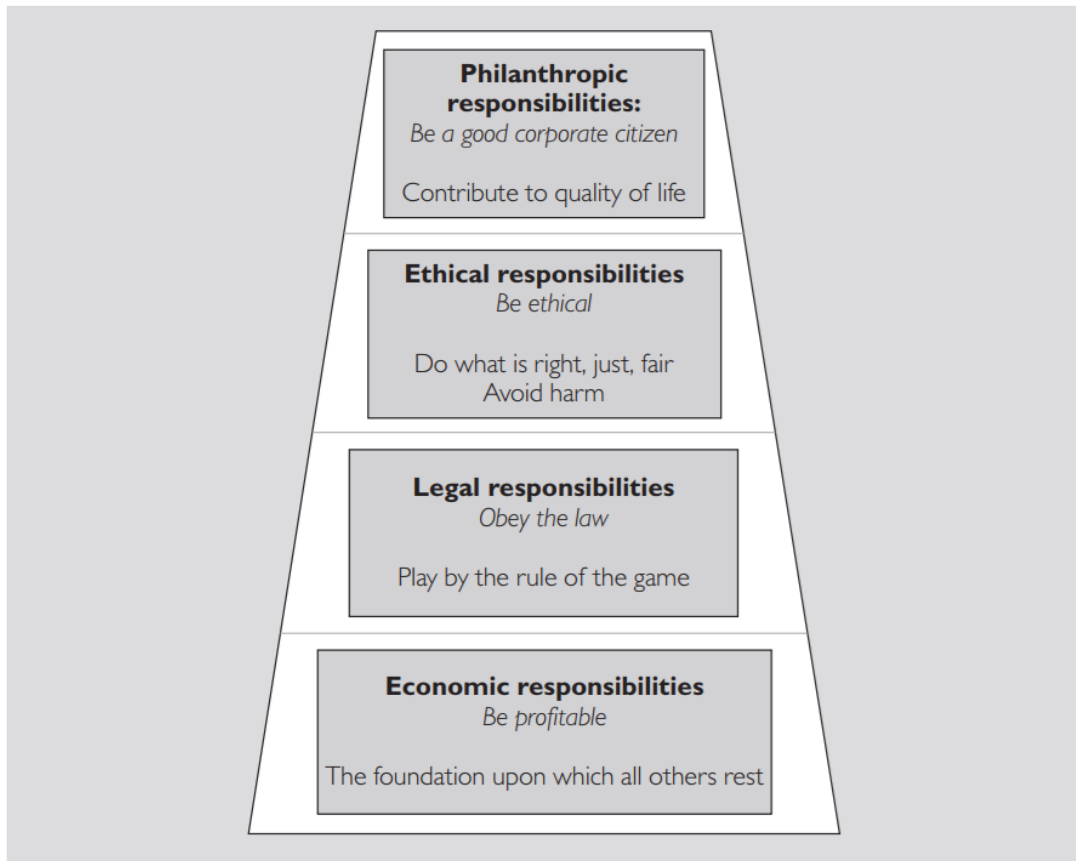 Philanthropic
responsibilities:
Be a good corporate citizen
Contribute to quality of life
Ethical responsibilities
Be ethical
Do what is right, just, fair
Avoid harm
Legal responsibilities
Obey the law
Play by the rule of the game
Economic responsibilities
Be profitable
The foundation upon which all others rest